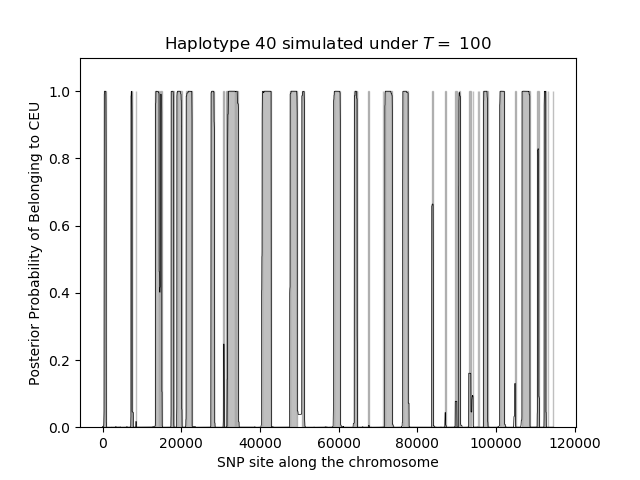 Haplotype 40 simulated under T = 100
Posterior Probability of Belonging to CEU
1.0
0.8
0.6
0.4
0.2
0.0
0 20000 40000 60000 80000 100000 120000
SNP site along the chromosome